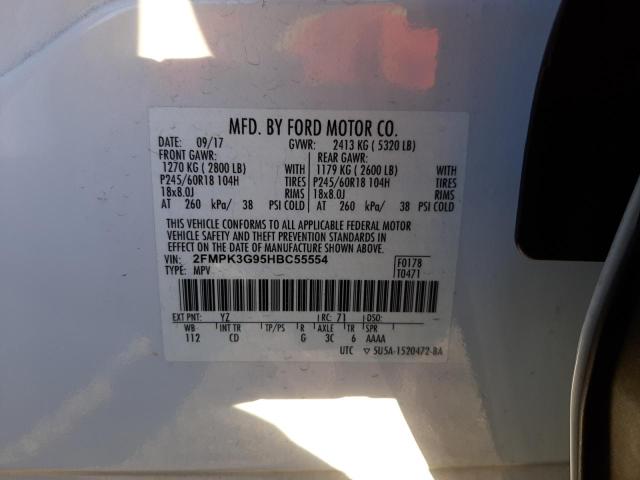 MFD. BY FORD MOTOR CO.
DATE: 09/17 GVWR: 2413 KG ( 5320 LB)
FRONT GAWR: REAR GAWR:
1270 KG ( 2800 LB) WITH 1179 KG ( 2600 LB) WITH
P245/60R18 104H TIRES P245/60R18 104H TIRES
18x8.0J RIMS 18x8.0J RIMS
AT 260 kPa/ 38 PSI COLD AT 260 kPa/ 38 PSI COLD
THIS VEHICLE CONFORMS TO ALL APPLICABLE FEDERAL MOTOR
VEHICLE SAFETY AND THEFT PREVENTION STANDARDS IN
EFFECT ON THE DATE OF MANUFACTURE SHOWN ABOVE.
VIN: 2FMPK3G95HBC55554 F0178
TYPE: MPV T0471
EXT PNT: YZ RC: 71 DSO:
WB INT TR TP/PS R AXLE TR SPR
112 CD G 3C 6 AAAA
UTC ▽ 5U5A-1520472-BA